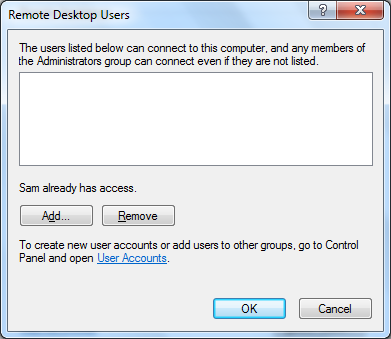 Remote Desktop Users
?
The users listed below can connect to this computer, and any members
of the Administrators group can connect even if they are not listed.
Sam already has access.
Add... Remove
To create new user accounts or add users to other groups, go to Control
Panel and open User Accounts.
OK Cancel